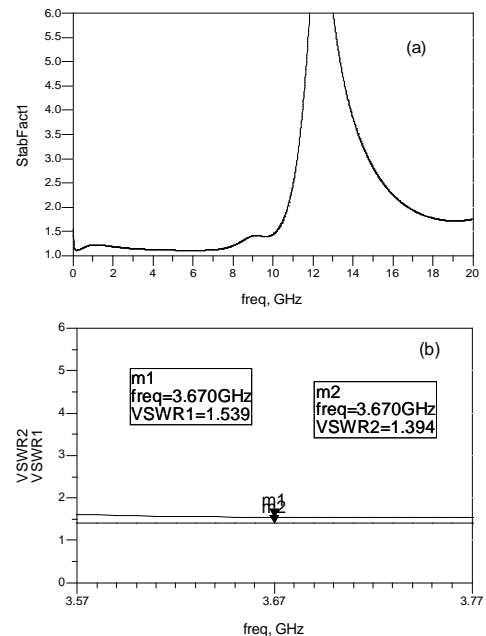 (a)
StabFact1
6.0
5.5
5.0
4.5
4.0
3.5
3.0
2.5
2.0
1.5
1.0
0 2 4 6 8 10 12 14 16 18 20
freq, GHz
(b)
VSWR2
VSWR1
6
5
4
3
2
1
0
m1
freq=3.670GHz
VSWR1=1.539
m2
freq=3.670GHz
VSWR2=1.394
m1
m2
3.57 3.67 3.77
freq, GHz